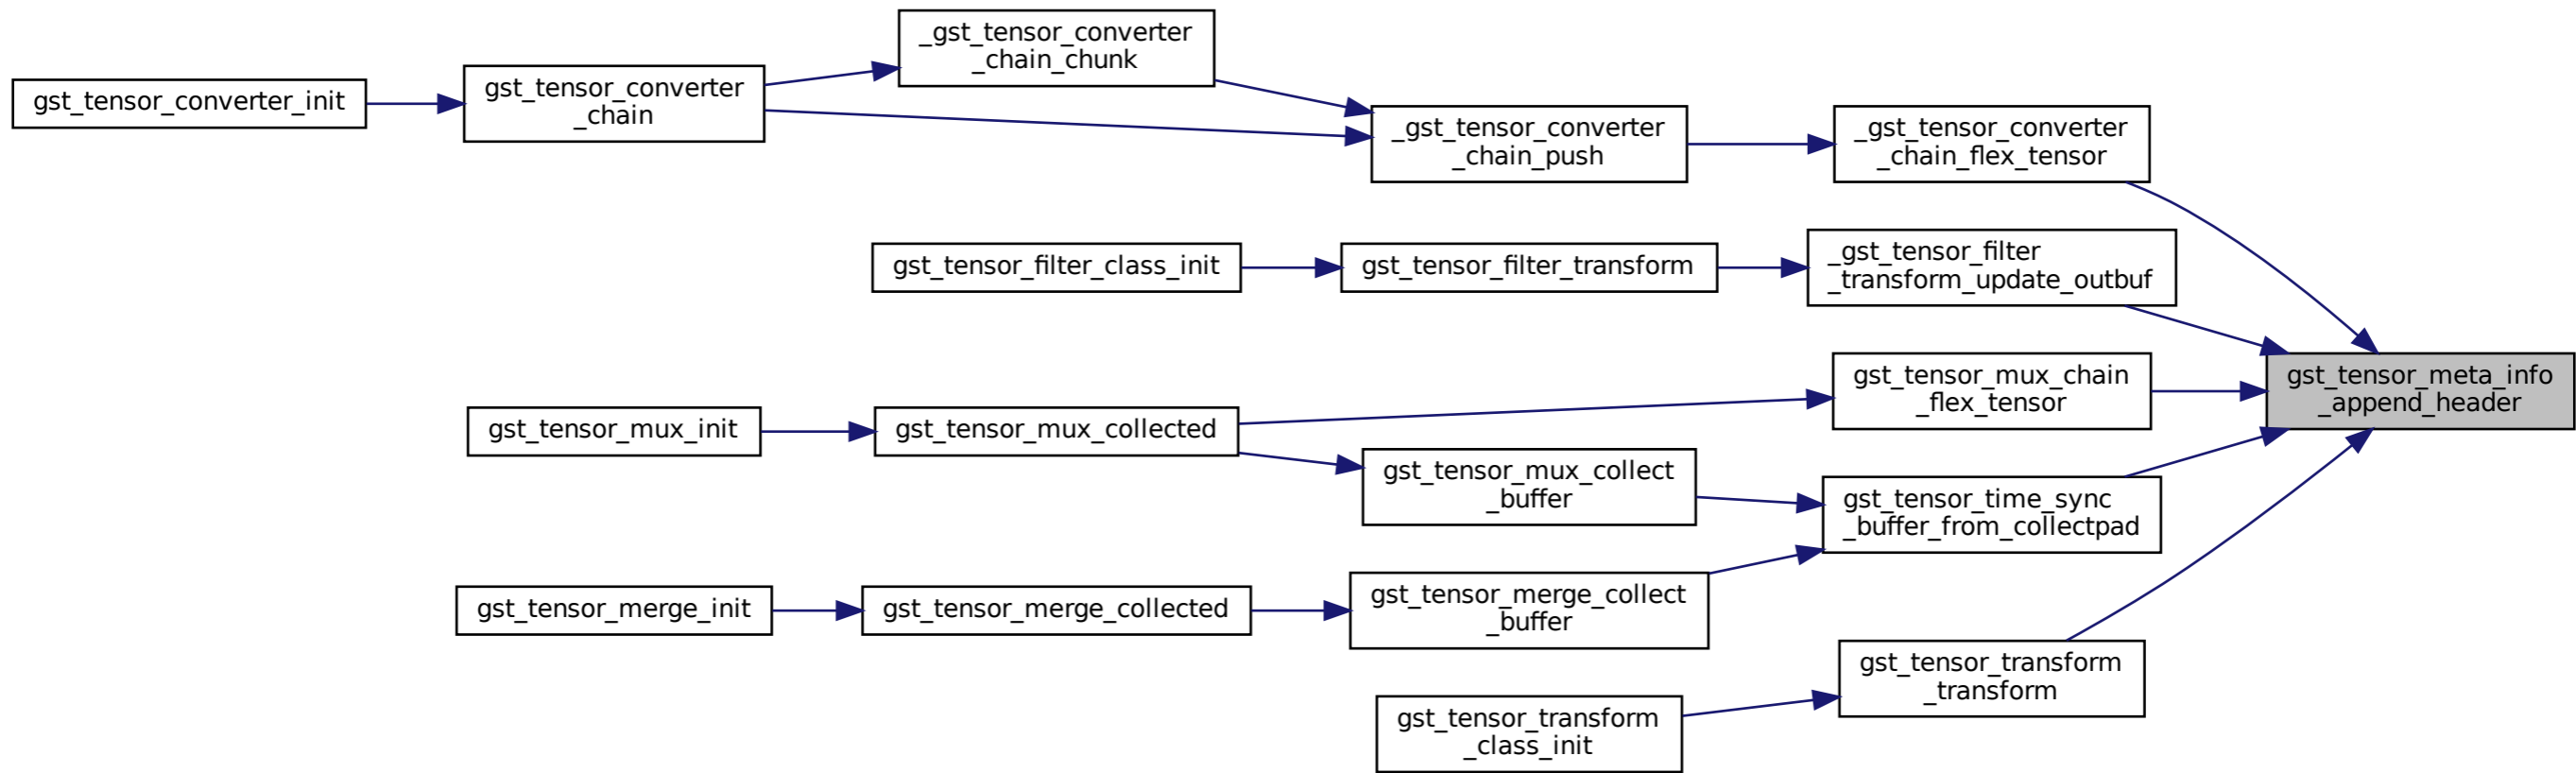 _gst_tensor_converter
_chain_chunk
gst_tensor_converter_init
gst_tensor_converter
_chain
_gst_tensor_converter
_chain_push
_gst_tensor_converter
_chain_flex_tensor
gst_tensor_filter_class_init
gst_tensor_filter_transform
_gst_tensor_filter
_transform_update_outbuf
gst_tensor_mux_chain
_flex_tensor
gst_tensor_meta_info
_append_header
gst_tensor_mux_init
gst_tensor_mux_collected
gst_tensor_mux_collect
_buffer
gst_tensor_time_sync
_buffer_from_collectpad
gst_tensor_merge_init
gst_tensor_merge_collected
gst_tensor_merge_collect
_buffer
gst_tensor_transform
_transform
gst_tensor_transform
_class_init